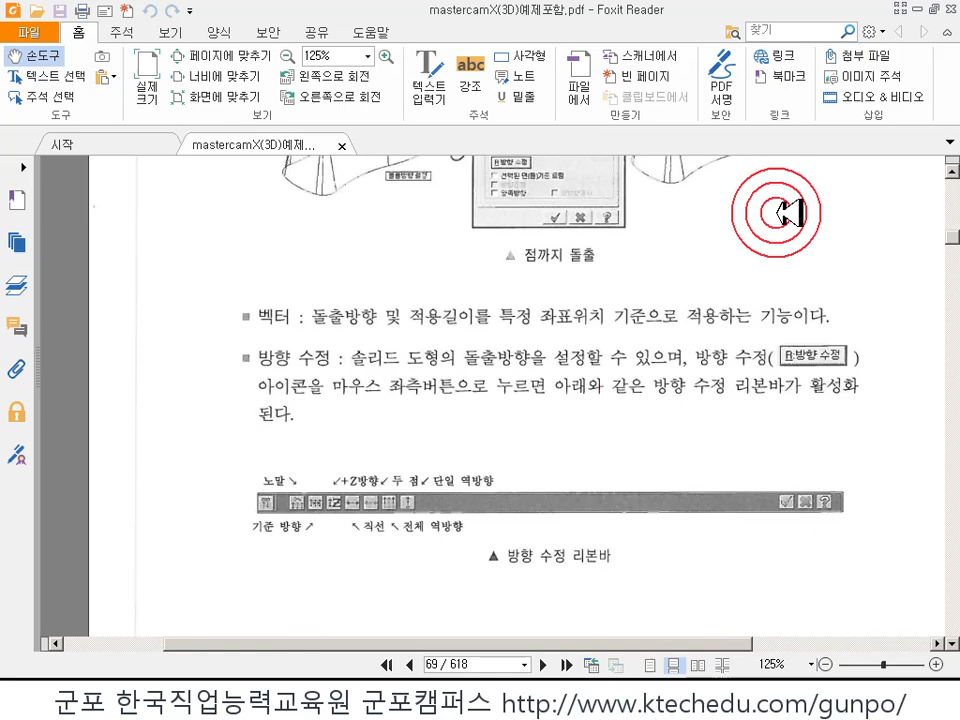 mastercamX(3D)예제포함.pdf - Foxit Reader
파일 홈 주석 보기 양식 보안 공유 도움말 찾기
손도구 페이지에 맞추기 125% 사각형 스캐너에서 링크 첨부 파일
텍스트 선택 너비에 맞추기 왼쪽으로 회전 노트 빈 페이지 북마크 이미지 주석
주석 선택 실제 크기 화면에 맞추기 오른쪽으로 회전 텍스트 입력기 강조 밑줄 파일에서 클립보드에서 PDF 서명 오디오 & 비디오
도구 보기 주석 만들기 보안 링크 삽입
시작 mastercamX(3D)예제...
R방향 수정
▲ 점까지 돌출
■ 벡터 : 돌출방향 및 적용길이를 특정 좌표위치 기준으로 적용하는 기능이다.
■ 방향 수정 : 솔리드 도형의 돌출방향을 설정할 수 있으며, 방향 수정( R방향 수정 )
아이콘을 마우스 좌측버튼으로 누르면 아래와 같은 방향 수정 리본바가 활성화
된다.
노말↘ ↙+Z방향↙ 두 점↙ 단일 역방향
기준 방향↗ ↖직선 ↖전체 역방향
▲ 방향 수정 리본바
69 / 618 125%
군포 한국직업능력교육원 군포캠퍼스 http://www.ktechedu.com/gunpo/